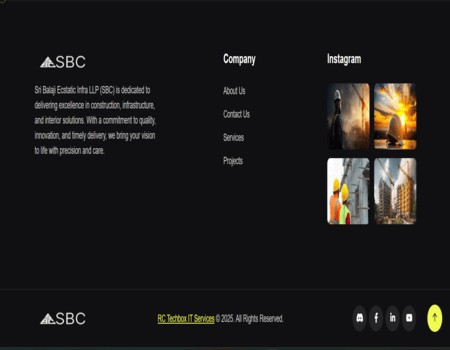 SBC
Sri Balaji Ecstatic Infra LLP (SBC) is dedicated to
delivering excellence in construction, infrastructure,
and interior solutions. With a commitment to quality,
innovation, and timely delivery, we bring your vision
to life with precision and care.
Company
About Us
Contact Us
Services
Projects
Instagram
SBC
RC Techbox IT Services © 2025. All Rights Reserved.